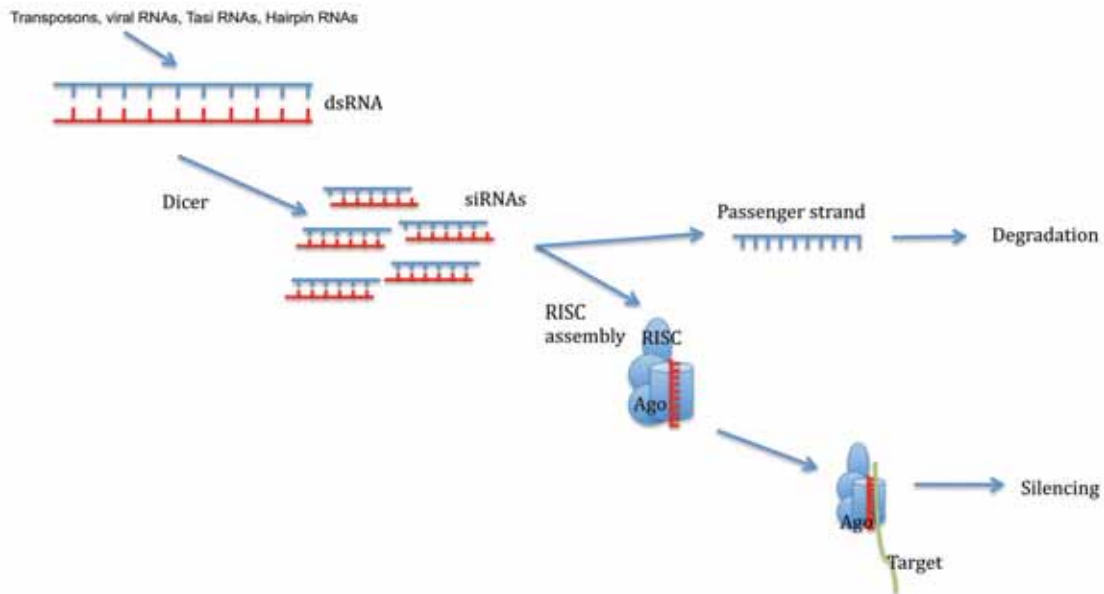 Transposons, viral RNAs, Tasi RNAs, Hairpin RNAs
dsRNA
Dicer
siRNAs
Passenger strand
Degradation
RISC
assembly
RISC
Ago
Ago
Silencing
Target